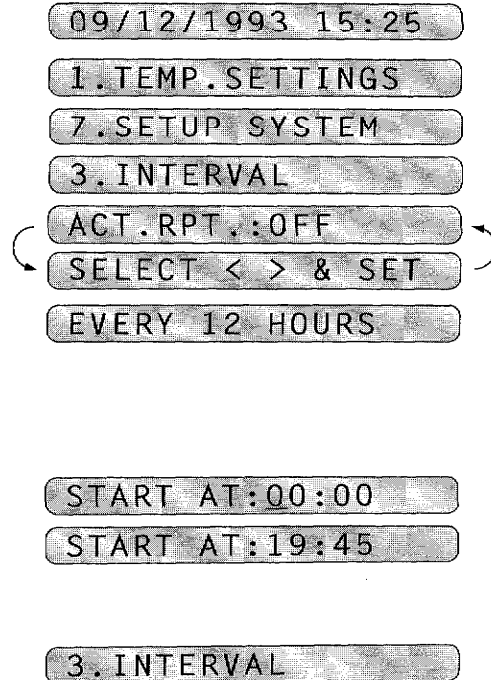 09/12/1993 15:25
1.TEMP.SETTINGS
7.SETUP SYSTEM
3.INTERVAL
ACT.RPT.:OFF
SELECT < > & SET
EVERY 12 HOURS
START AT:00:00
START AT:19:45
3.INTERVAL